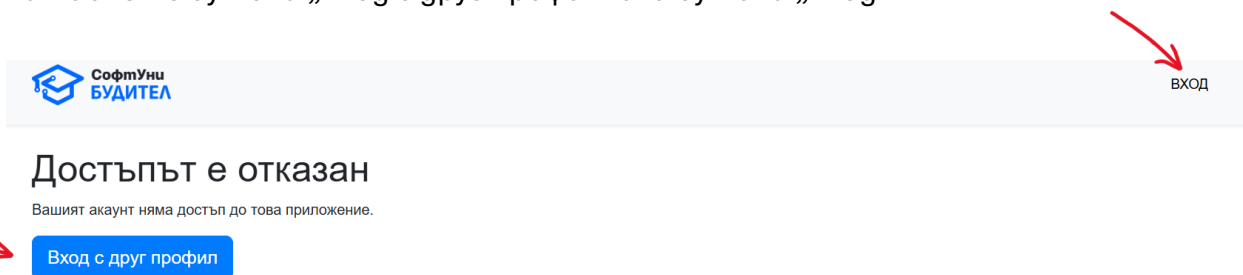 СофтУни
БУДИТЕЛ
ВХОД
Достъпът е отказан
Вашият акаунт няма достъп до това приложение.
Вход с друг профил